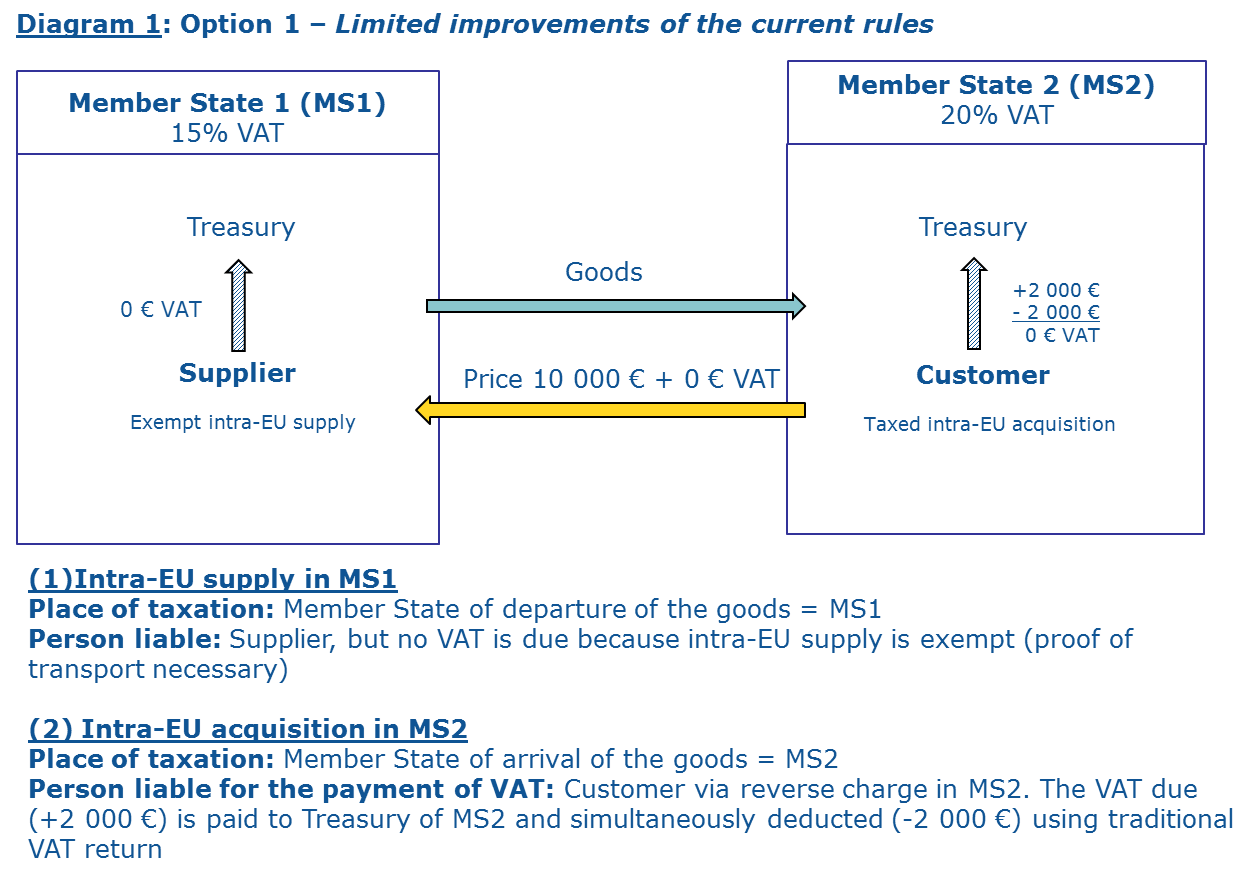 Diagram 1: Option 1 – Limited improvements of the current rules
Member State 1 (MS1)
15% VAT
Member State 2 (MS2)
20% VAT
Treasury
0 € VAT
Supplier
Exempt intra-EU supply
Goods
Price 10 000 € + 0 € VAT
Treasury
+2 000 €
- 2 000 €
0 € VAT
Customer
Taxed intra-EU acquisition
(1)Intra-EU supply in MS1
Place of taxation: Member State of departure of the goods = MS1
Person liable: Supplier, but no VAT is due because intra-EU supply is exempt (proof of
transport necessary)
(2) Intra-EU acquisition in MS2
Place of taxation: Member State of arrival of the goods = MS2
Person liable for the payment of VAT: Customer via reverse charge in MS2. The VAT due
(+2 000 €) is paid to Treasury of MS2 and simultaneously deducted (-2 000 €) using traditional
VAT return